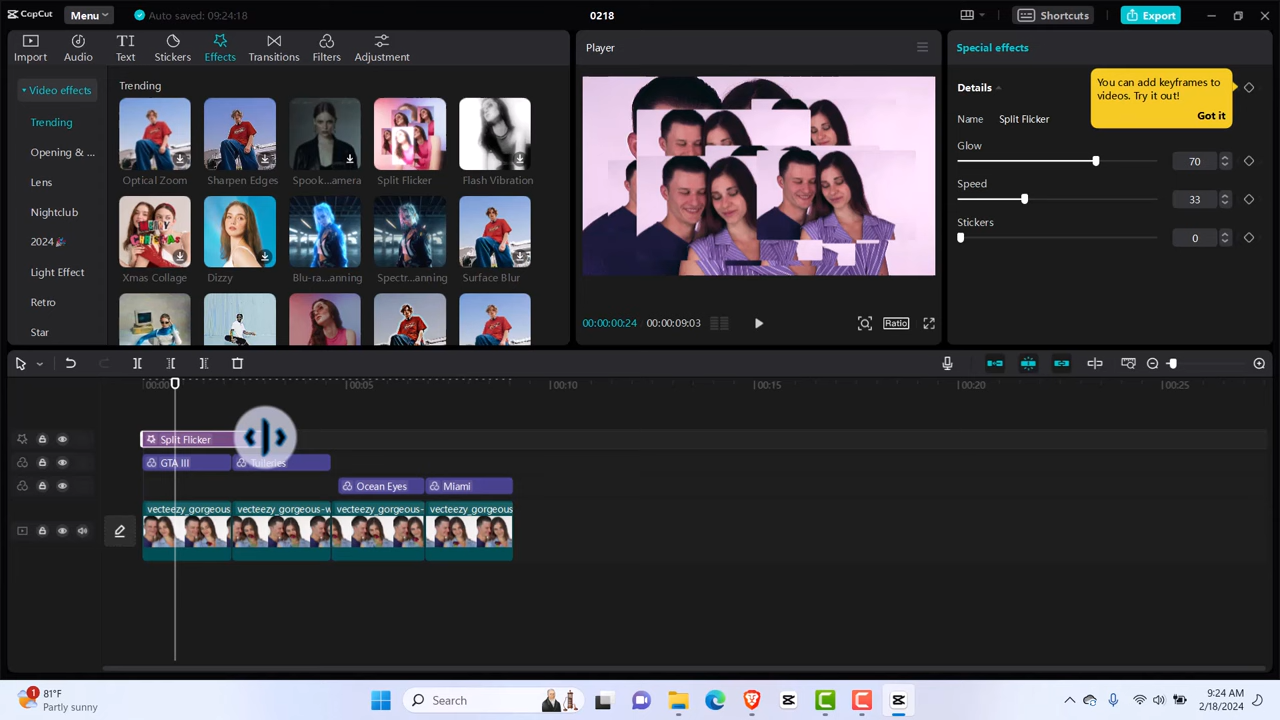 CapCut
Menu
Auto saved: 09:24:18
0218
Shortcuts
Export
Import
Audio
Text
Stickers
Effects
Transitions
Filters
Adjustment
Player
Special effects
Video effects
Trending
Opening & ...
Lens
Nightclub
2024
Light Effect
Retro
Star
Trending
Optical Zoom
Sharpen Edges
Spook...amera
Split Flicker
Flash Vibration
Xmas Collage
Dizzy
Blu-ra...anning
Spectr...anning
Surface Blur
Details
You can add keyframes to
videos. Try it out!
Got it
Name Split Flicker
Glow
70
Speed
33
Stickers
0
00:00:00:24
00:00:09:03
Ratio
00:00
00:05
00:10
00:15
00:20
00:25
Split Flicker
GTA III
Ocean Eyes
Miami
vecteezy_gorgeous
vecteezy_gorgeous-w
vecteezy_gorgeous-
vecteezy_gorgeous
1
81°F
Partly sunny
Search
9:24 AM
2/18/2024